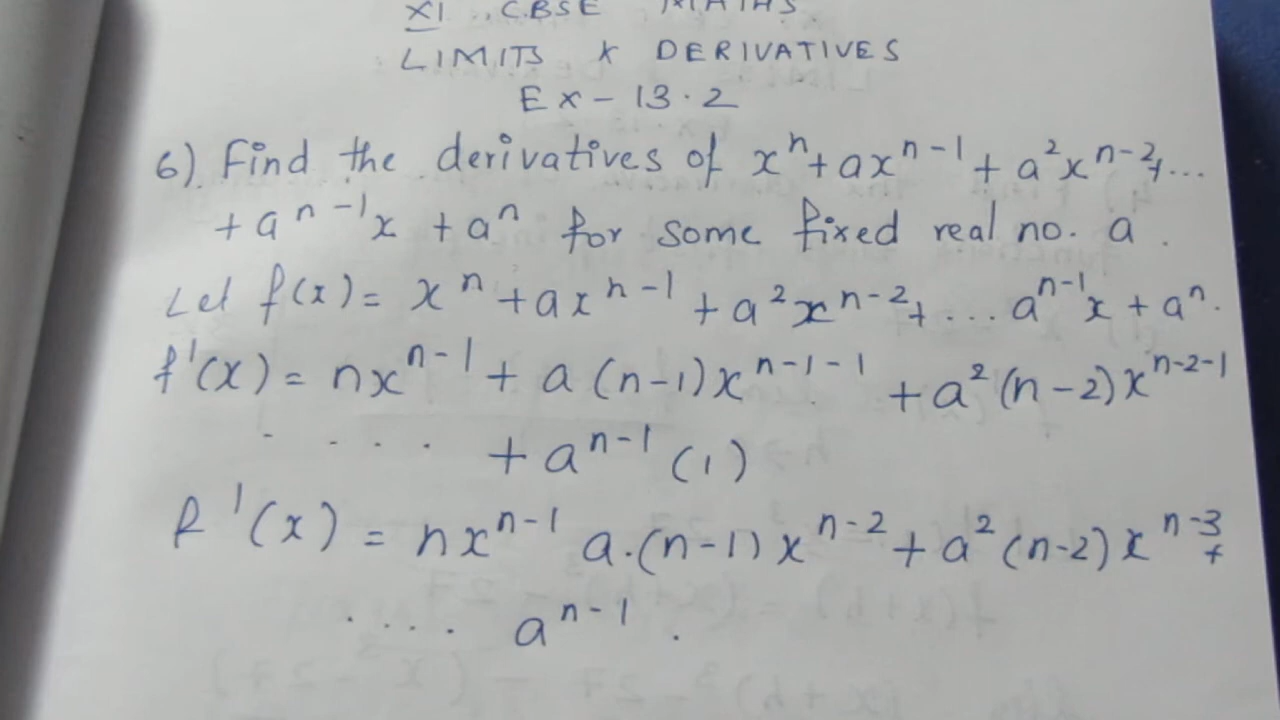 XI .. CBSE MATHS
LIMITS & DERIVATIVES
Ex - 13.2
6) Find the derivatives of xⁿ + axⁿ⁻¹ + a²xⁿ⁻² + ...
+ aⁿ⁻¹x + aⁿ for some fixed real no. a.
Let f(x) = xⁿ + axⁿ⁻¹ + a²xⁿ⁻² + ... aⁿ⁻¹x + aⁿ.
f'(x) = nxⁿ⁻¹ + a(n-1)xⁿ⁻¹⁻¹ + a²(n-2)xⁿ⁻²⁻¹
. . . . + aⁿ⁻¹ (1)
f'(x) = nxⁿ⁻¹ a.(n-1)xⁿ⁻² + a²(n-2)xⁿ⁻³ +
.... aⁿ⁻¹.